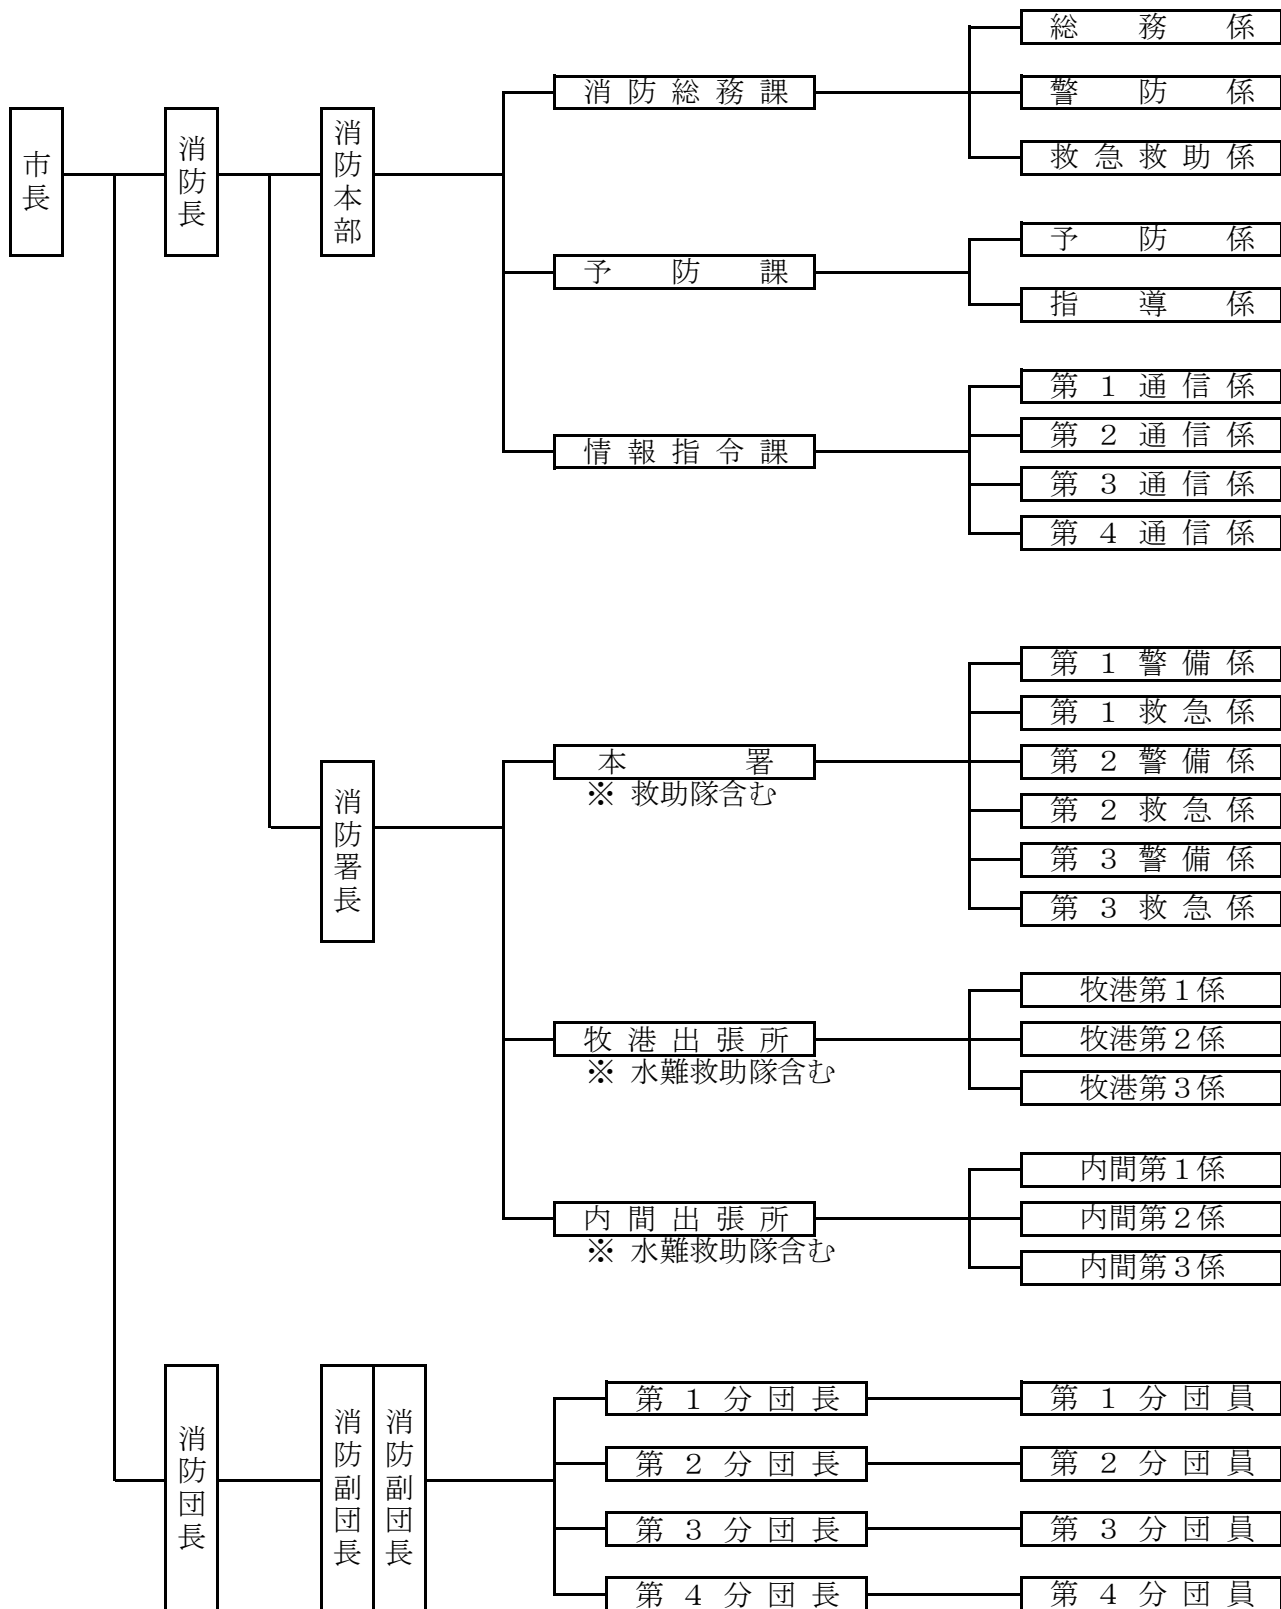 市長
消防長
消防本部
消防総務課
総務係
警防係
救急救助係
予防課
予防係
指導係
情報指令課
第1通信係
第2通信係
第3通信係
第4通信係
消防署長
本署
※ 救助隊含む
第1警備係
第1救急係
第2警備係
第2救急係
第3警備係
第3救急係
牧港出張所
※ 水難救助隊含む
牧港第1係
牧港第2係
牧港第3係
内間出張所
※ 水難救助隊含む
内間第1係
内間第2係
内間第3係
消防団長
消防副団長
消防副団長
第1分団長
第1分団員
第2分団長
第2分団員
第3分団長
第3分団員
第4分団長
第4分団員